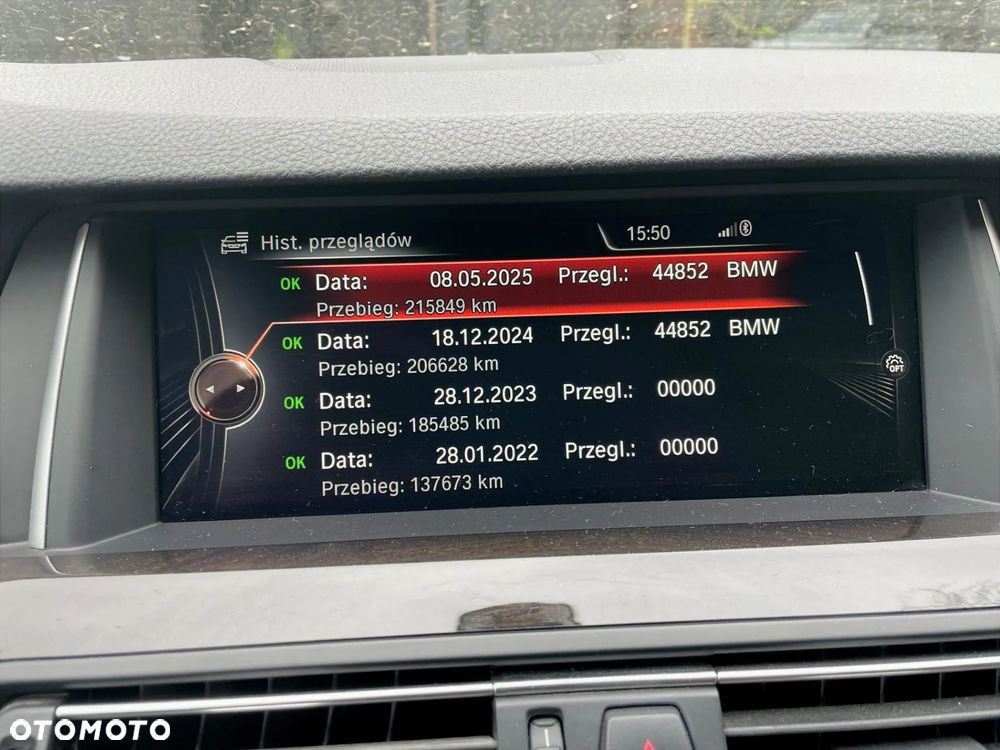 Hist. przeglądów 15:50
OK Data: 08.05.2025 Przegl.: 44852 BMW
Przebieg: 215849 km
OK Data: 18.12.2024 Przegl.: 44852 BMW
Przebieg: 206628 km
OK Data: 28.12.2023 Przegl.: 00000
Przebieg: 185485 km
OK Data: 28.01.2022 Przegl.: 00000
Przebieg: 137673 km
OPT
OTOMOTO